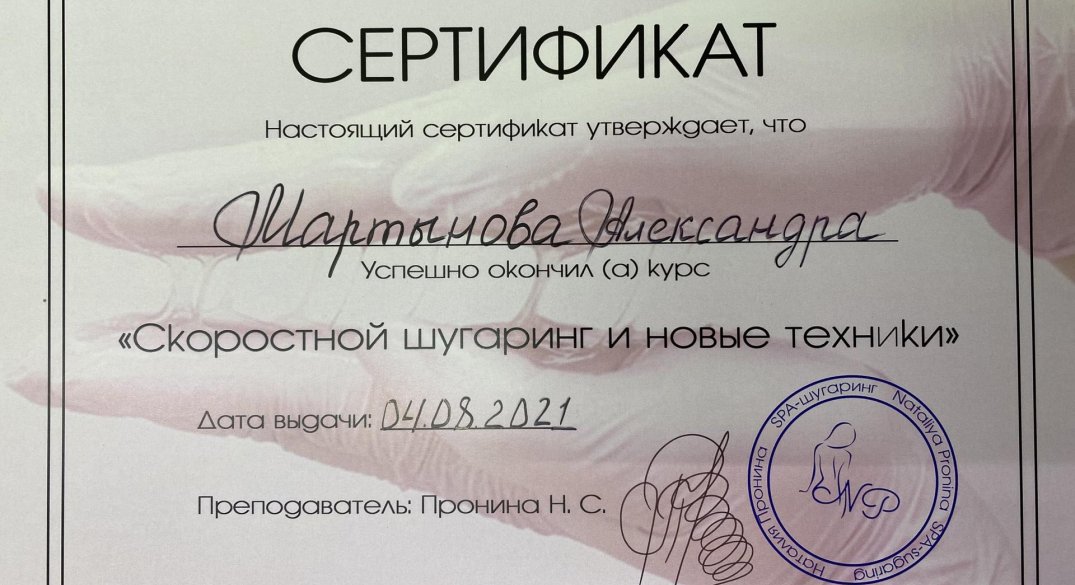 СЕРТИФИКАТ
Настоящий сертификат утверждает, что
Мартынова Александра
Успешно окончил (а) курс
«Скоростной шугаринг и новые техники»
Дата выдачи: 04.08.2021
Преподаватель: Пронина Н. С.
SPA-шугаринг Nataliya Pronina SPA-sugaring Наталия Пронина
PNP